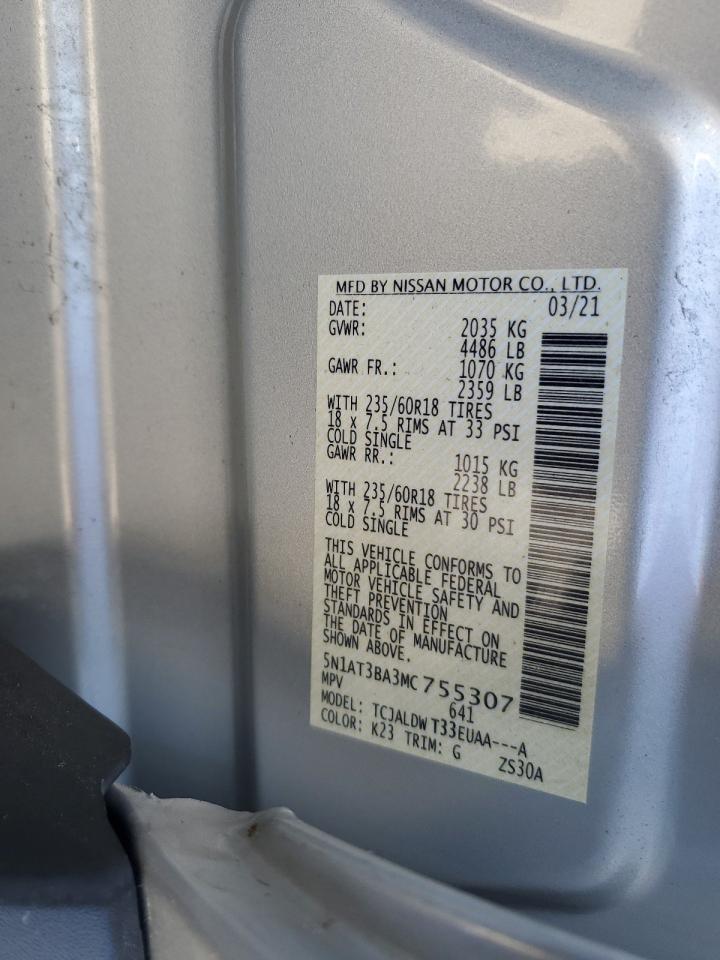 MFD BY NISSAN MOTOR CO., LTD.
DATE: 03/21
GVWR: 2035 KG
4486 LB
GAWR FR.: 1070 KG
2359 LB
WITH 235/60R18 TIRES
18 x 7.5 RIMS AT 33 PSI
COLD SINGLE
GAWR RR.: 1015 KG
2238 LB
WITH 235/60R18 TIRES
18 x 7.5 RIMS AT 30 PSI
COLD SINGLE
THIS VEHICLE CONFORMS TO
ALL APPLICABLE FEDERAL
MOTOR VEHICLE SAFETY AND
THEFT PREVENTION
STANDARDS IN EFFECT ON
THE DATE OF MANUFACTURE
SHOWN ABOVE.
5N1AT3BA3MC755307
MPV 641
MODEL: TCJALDW T33EUAA---A
COLOR: K23 TRIM: G ZS30A